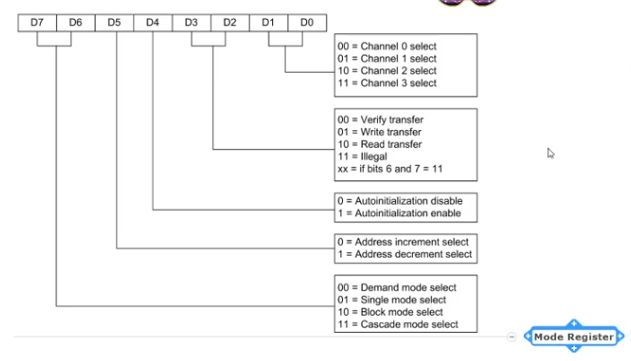 D7 D6 D5 D4 D3 D2 D1 D0
00 = Channel 0 select
01 = Channel 1 select
10 = Channel 2 select
11 = Channel 3 select
00 = Verify transfer
01 = Write transfer
10 = Read transfer
11 = Illegal
xx = if bits 6 and 7 = 11
0 = Autoinitialization disable
1 = Autoinitialization enable
0 = Address increment select
1 = Address decrement select
00 = Demand mode select
01 = Single mode select
10 = Block mode select
11 = Cascade mode select
Mode Register